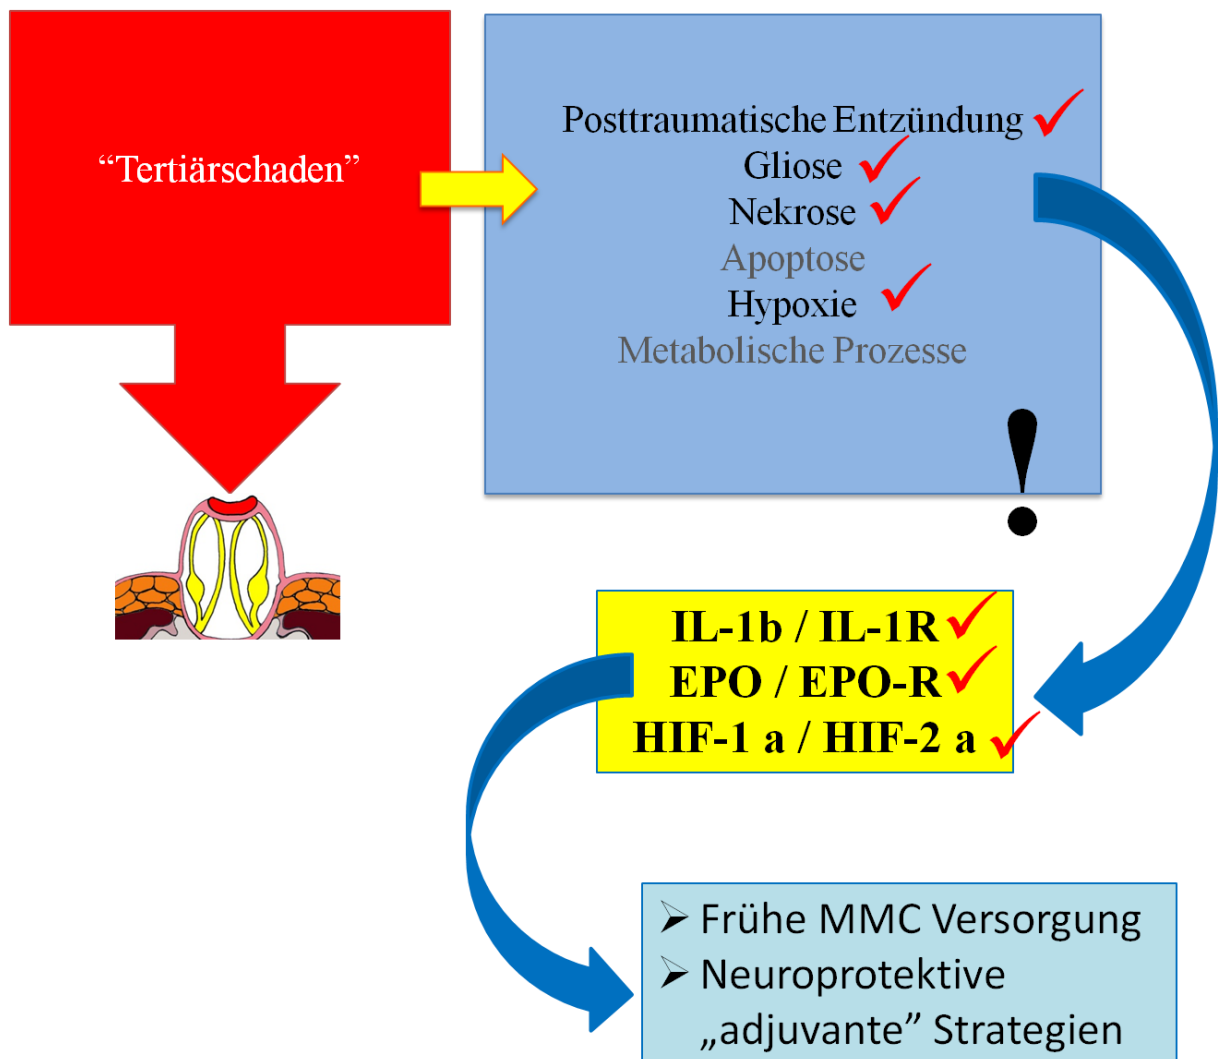 “Tertiärschaden”
Posttraumatische Entzündung ✓
Gliose ✓
Nekrose ✓
Apoptose
Hypoxie ✓
Metabolische Prozesse
!
IL-1b / IL-1R ✓
EPO / EPO-R ✓
HIF-1 a / HIF-2 a ✓
➢ Frühe MMC Versorgung
➢ Neuroprotektive
„adjuvante” Strategien